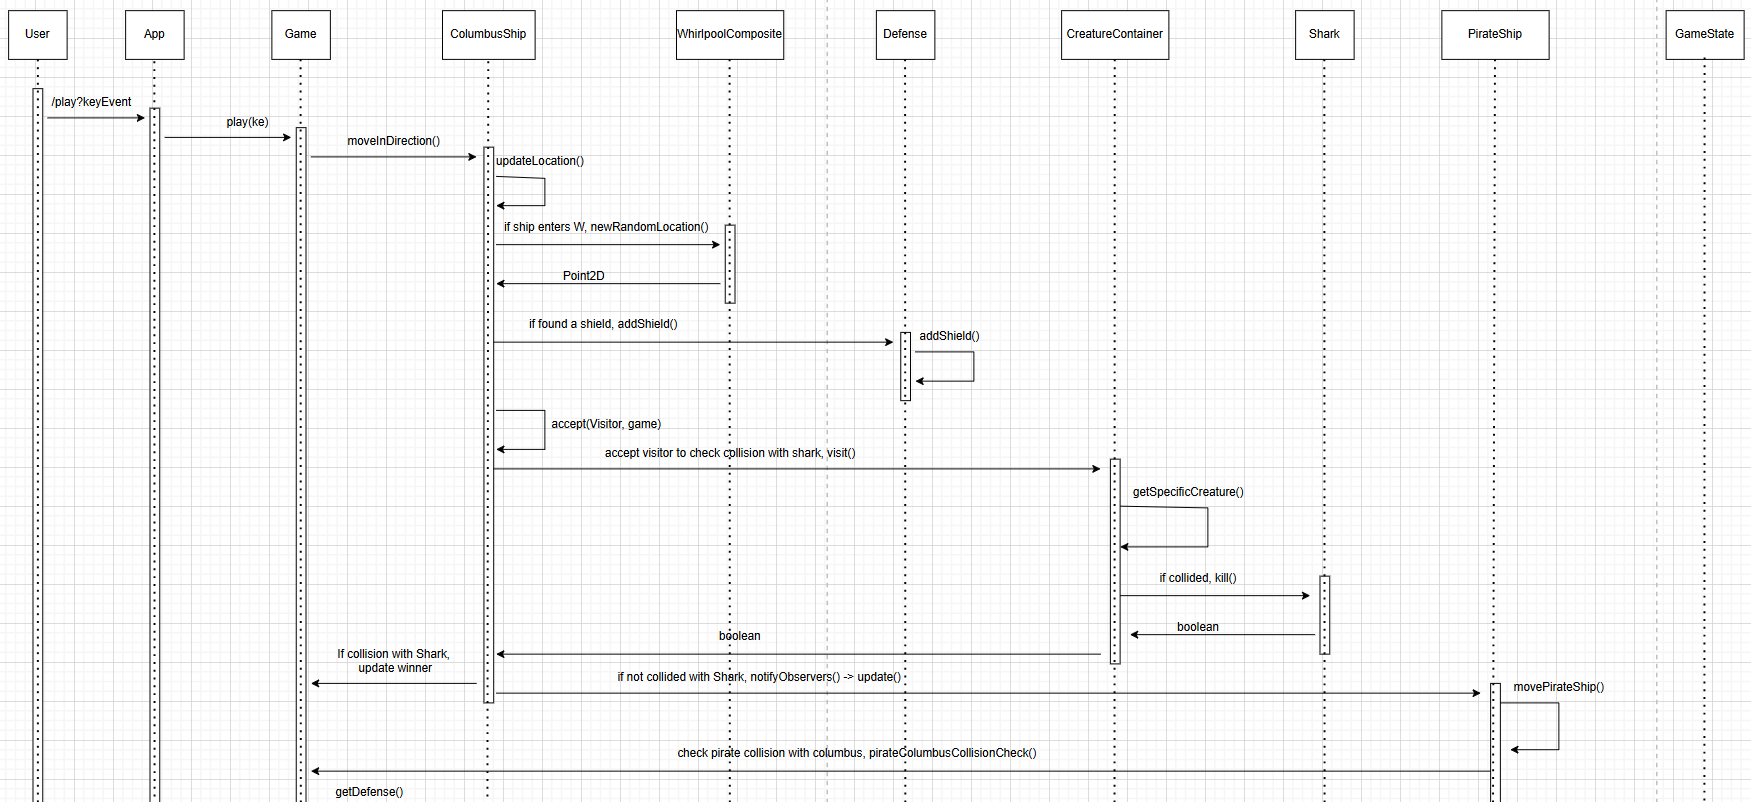 User
App
Game
ColumbusShip
WhirlpoolComposite
Defense
CreatureContainer
Shark
PirateShip
GameState
/play?keyEvent
play(ke)
moveInDirection()
updateLocation()
if ship enters W, newRandomLocation()
Point2D
if found a shield, addShield()
addShield()
accept(Visitor, game)
accept visitor to check collision with shark, visit()
getSpecificCreature()
if collided, kill()
boolean
boolean
If collision with Shark,
update winner
if not collided with Shark, notifyObservers() -> update()
movePirateShip()
check pirate collision with columbus, pirateColumbusCollisionCheck()
getDefense()